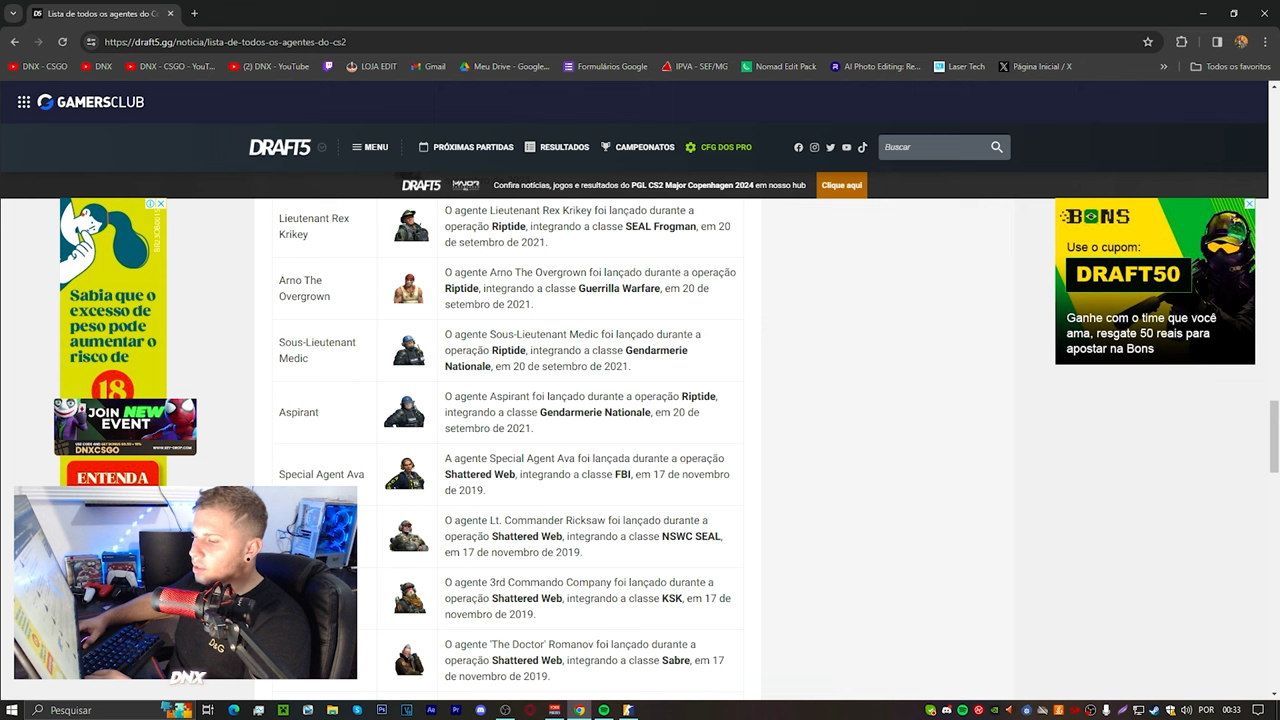 Lista de todos os agentes do C
https://draft5.gg/noticia/lista-de-todos-os-agentes-do-cs2
DNX - CSGO
DNX
DNX - CSGO - YouT...
(2) DNX - YouTube
LOJA EDIT
Gmail
Meu Drive - Google...
Formulários Google
IPVA - SEF/MG
Nomad Edit Pack
AI Photo Editing: Re...
Laser Tech
Página Inicial / X
Todos os favoritos
GAMERSCLUB
DRAFT5
MENU
PRÓXIMAS PARTIDAS
RESULTADOS
CAMPEONATOS
CFG DOS PRO
Buscar
DRAFT5
Confira notícias, jogos e resultados do PGL CS2 Major Copenhagen 2024 em nosso hub
Clique aqui
Lieutenant Rex
Krikey
O agente Lieutenant Rex Krikey foi lançado durante a
operação Riptide, integrando a classe SEAL Frogman, em 20
de setembro de 2021.
Arno The
Overgrown
O agente Arno The Overgrown foi lançado durante a operação
Riptide, integrando a classe Guerrilla Warfare, em 20 de
setembro de 2021.
Sous-Lieutenant
Medic
O agente Sous-Lieutenant Medic foi lançado durante a
operação Riptide, integrando a classe Gendarmerie
Nationale, em 20 de setembro de 2021.
Aspirant
O agente Aspirant foi lançado durante a operação Riptide,
integrando a classe Gendarmerie Nationale, em 20 de
setembro de 2021.
Special Agent Ava
A agente Special Agent Ava foi lançada durante a operação
Shattered Web, integrando a classe FBI, em 17 de novembro
de 2019.
O agente Lt. Commander Ricksaw foi lançado durante a
operação Shattered Web, integrando a classe NSWC SEAL,
em 17 de novembro de 2019.
O agente 3rd Commando Company foi lançado durante a
operação Shattered Web, integrando a classe KSK, em 17 de
novembro de 2019.
O agente 'The Doctor' Romanov foi lançado durante a
operação Shattered Web, integrando a classe Sabre, em 17
de novembro de 2019.
Sabia que o
excesso de
peso pode
aumentar o
risco de
18
JOIN NEW
EVENT
DNXCSGO
ENTENDA
DNX
BONS
Use o cupom:
DRAFT50
Ganhe com o time que você
ama, resgate 50 reais para
apostar na Bons
Pesquisar
POR
00:33